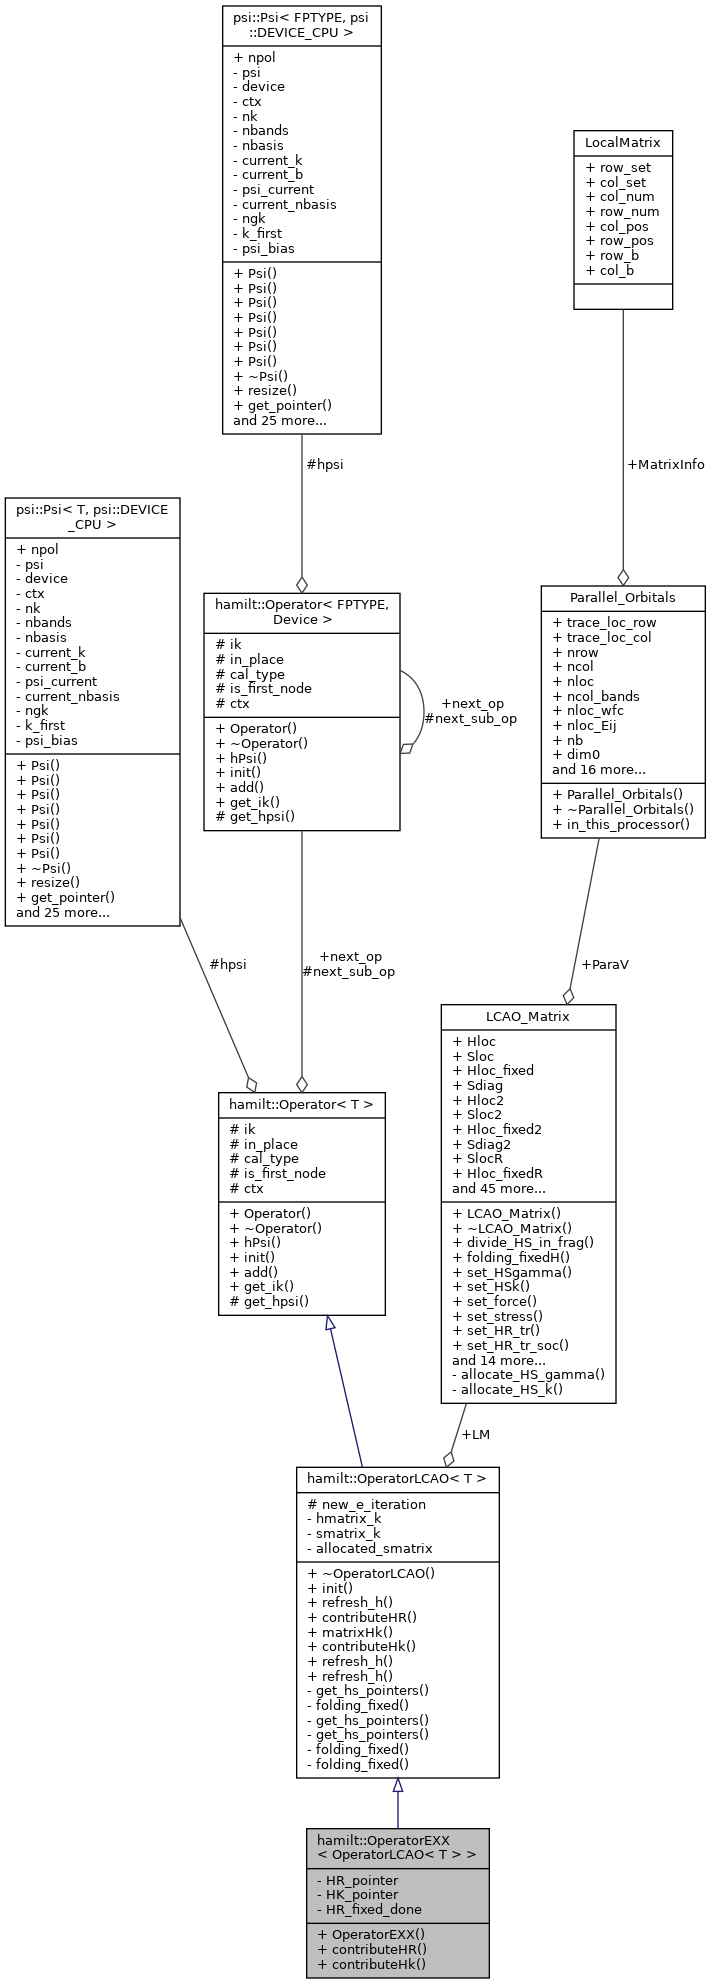 psi::Psi< FPTYPE, psi
::DEVICE_CPU >
+ npol
- psi
- device
- ctx
- nk
- nbands
- nbasis
- current_k
- current_b
- psi_current
- current_nbasis
- ngk
- k_first
- psi_bias
+ Psi()
+ Psi()
+ Psi()
+ Psi()
+ Psi()
+ Psi()
+ Psi()
+ ~Psi()
+ resize()
+ get_pointer()
and 25 more...
LocalMatrix
+ row_set
+ col_set
+ col_num
+ row_num
+ col_pos
+ row_pos
+ row_b
+ col_b
#hpsi
+MatrixInfo
psi::Psi< T, psi::DEVICE
_CPU >
+ npol
- psi
- device
- ctx
- nk
- nbands
- nbasis
- current_k
- current_b
- psi_current
- current_nbasis
- ngk
- k_first
- psi_bias
+ Psi()
+ Psi()
+ Psi()
+ Psi()
+ Psi()
+ Psi()
+ Psi()
+ ~Psi()
+ resize()
+ get_pointer()
and 25 more...
hamilt::Operator< FPTYPE,
Device >
# ik
# in_place
# cal_type
# is_first_node
# ctx
+ Operator()
+ ~Operator()
+ hPsi()
+ init()
+ add()
+ get_ik()
# get_hpsi()
+next_op
#next_sub_op
Parallel_Orbitals
+ trace_loc_row
+ trace_loc_col
+ nrow
+ ncol
+ nloc
+ ncol_bands
+ nloc_wfc
+ nloc_Eij
+ nb
+ dim0
and 16 more...
+ Parallel_Orbitals()
+ ~Parallel_Orbitals()
+ in_this_processor()
#hpsi
+next_op
#next_sub_op
+ParaV
hamilt::Operator< T >
# ik
# in_place
# cal_type
# is_first_node
# ctx
+ Operator()
+ ~Operator()
+ hPsi()
+ init()
+ add()
+ get_ik()
# get_hpsi()
LCAO_Matrix
+ Hloc
+ Sloc
+ Hloc_fixed
+ Sdiag
+ Hloc2
+ Sloc2
+ Hloc_fixed2
+ Sdiag2
+ SlocR
+ Hloc_fixedR
and 45 more...
+ LCAO_Matrix()
+ ~LCAO_Matrix()
+ divide_HS_in_frag()
+ folding_fixedH()
+ set_HSgamma()
+ set_HSk()
+ set_force()
+ set_stress()
+ set_HR_tr()
+ set_HR_tr_soc()
and 14 more...
- allocate_HS_gamma()
- allocate_HS_k()
+LM
hamilt::OperatorLCAO< T >
# new_e_iteration
- hmatrix_k
- smatrix_k
- allocated_smatrix
+ ~OperatorLCAO()
+ init()
+ refresh_h()
+ contributeHR()
+ matrixHk()
+ contributeHk()
+ refresh_h()
+ refresh_h()
- get_hs_pointers()
- folding_fixed()
- get_hs_pointers()
- get_hs_pointers()
- folding_fixed()
- folding_fixed()
hamilt::OperatorEXX
< OperatorLCAO< T > >
- HR_pointer
- HK_pointer
- HR_fixed_done
+ OperatorEXX()
+ contributeHR()
+ contributeHk()